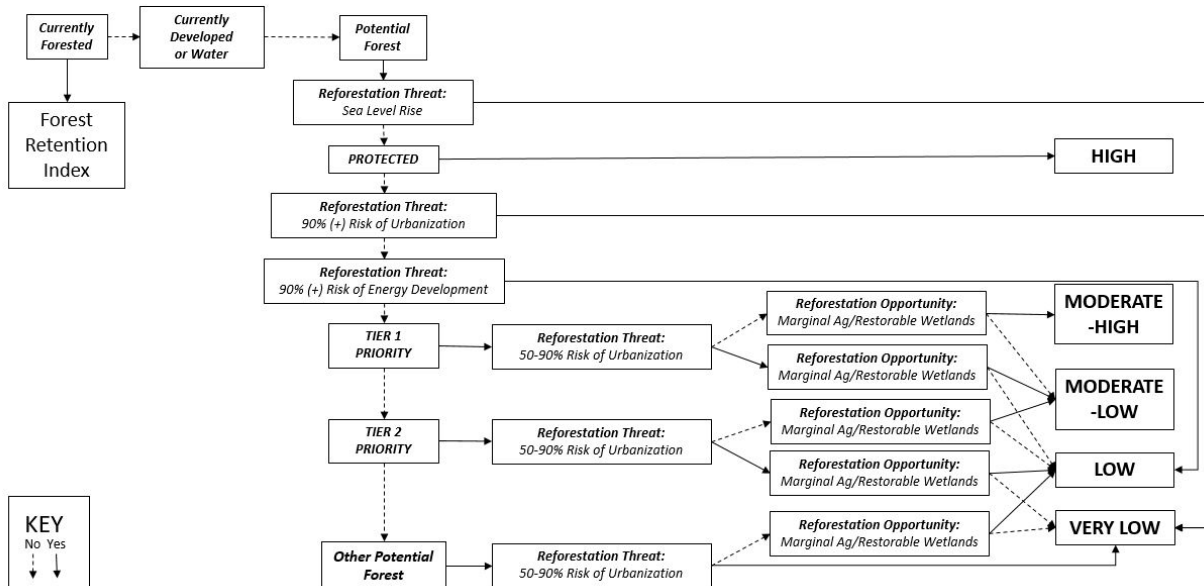 Currently
Forested
Currently
Developed
or Water
Potential
Forest
Forest
Retention
Index
Reforestation Threat:
Sea Level Rise
PROTECTED
HIGH
Reforestation Threat:
90% (+) Risk of Urbanization
Reforestation Threat:
90% (+) Risk of Energy Development
TIER 1
PRIORITY
Reforestation Threat:
50-90% Risk of Urbanization
Reforestation Opportunity:
Marginal Ag/Restorable Wetlands
MODERATE
-HIGH
Reforestation Opportunity:
Marginal Ag/Restorable Wetlands
MODERATE
-LOW
TIER 2
PRIORITY
Reforestation Threat:
50-90% Risk of Urbanization
Reforestation Opportunity:
Marginal Ag/Restorable Wetlands
Reforestation Opportunity:
Marginal Ag/Restorable Wetlands
LOW
Other Potential
Forest
Reforestation Threat:
50-90% Risk of Urbanization
Reforestation Opportunity:
Marginal Ag/Restorable Wetlands
VERY LOW
KEY
No Yes